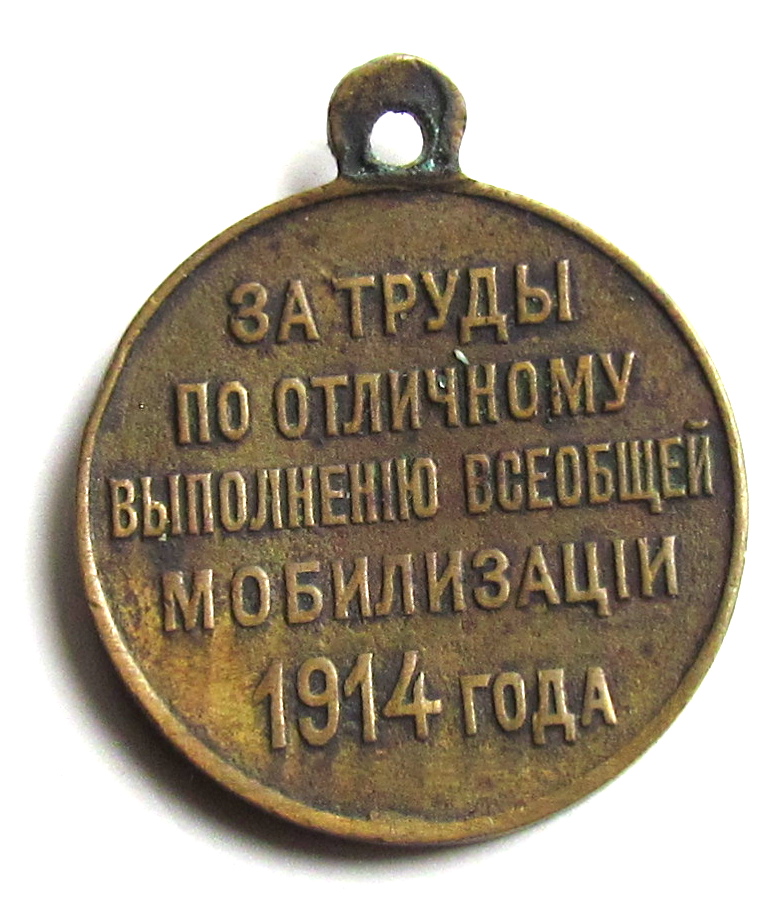 ЗА ТРУДЫ
ПО ОТЛИЧНОМУ
ВЫПОЛНЕНІЮ ВСЕОБЩЕЙ
МОБИЛИЗАЦІИ
1914 ГОДА